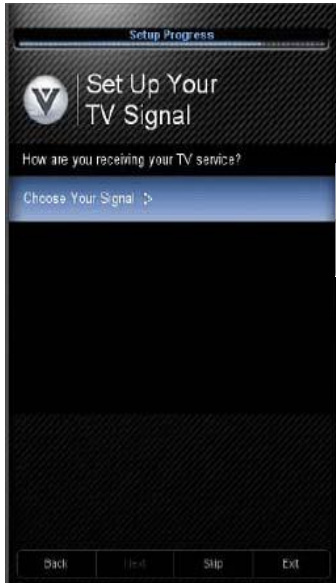 Setup Progress
Set Up Your
TV Signal
How are you receiving your TV service?
Choose Your Signal >
Back Next Skip Exit